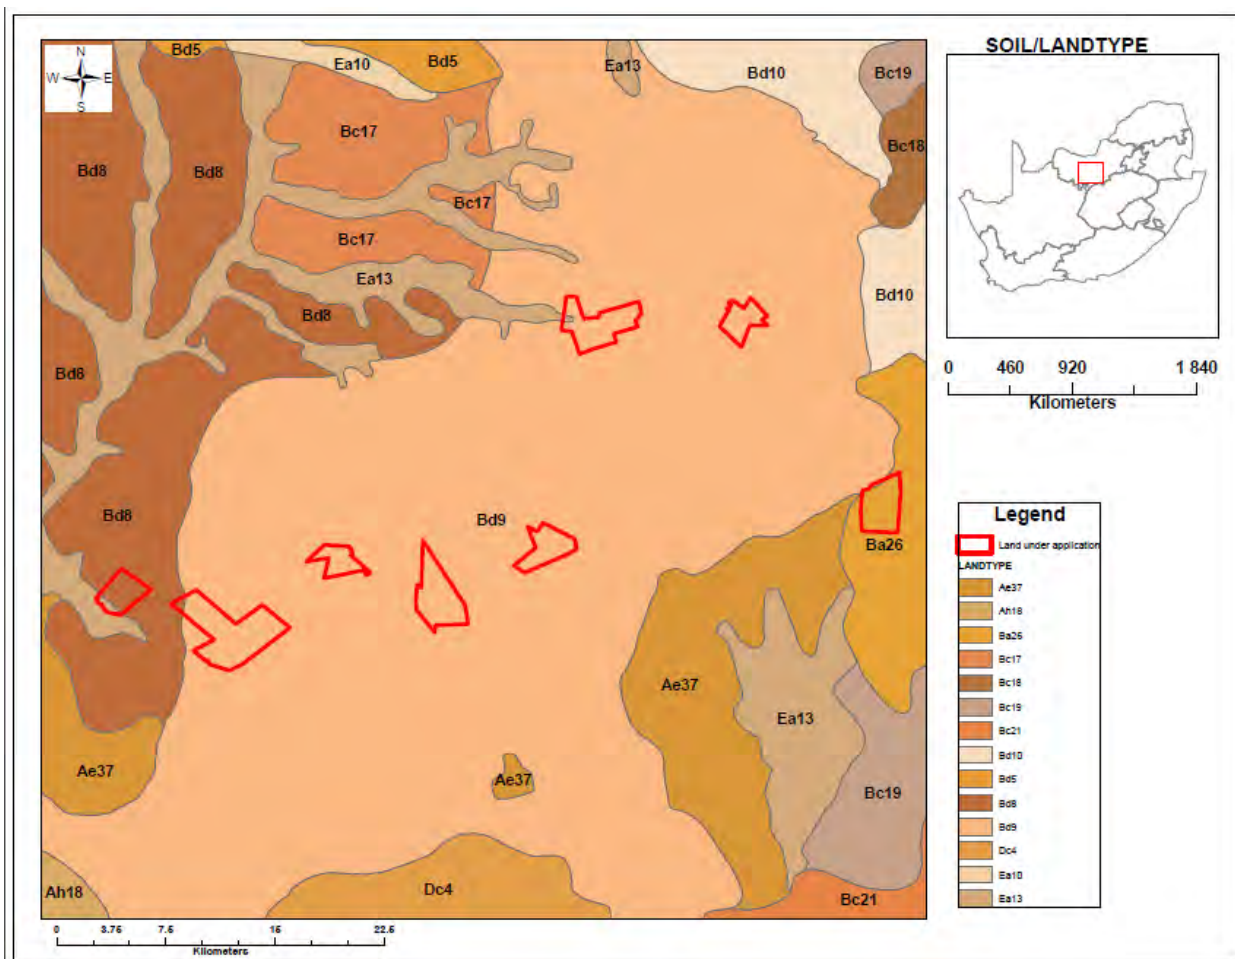 SOIL/LANDTYPE
N
W E
S
Bd5
Ea10
Bd5
Ea13
Bd10
Bc19
Bc17
Bc18
Bd8
Bd8
Bc17
Bc17
Ea13
Bd10
Bd8
Bd8
0 460 920 1 840
Kilometers
Bd8
Bd9
Ba26
Legend
Land under application
LANDTYPE
Ae37
Ah18
Ba26
Bc17
Bc18
Bc19
Bc21
Bd10
Bd5
Bd8
Bd9
Dc4
Ea10
Ea13
Ae37
Ea13
Ae37
Ae37
Bc19
Ah18
Dc4
Bc21
0 3.75 7.5 15 22.5
Kilometers